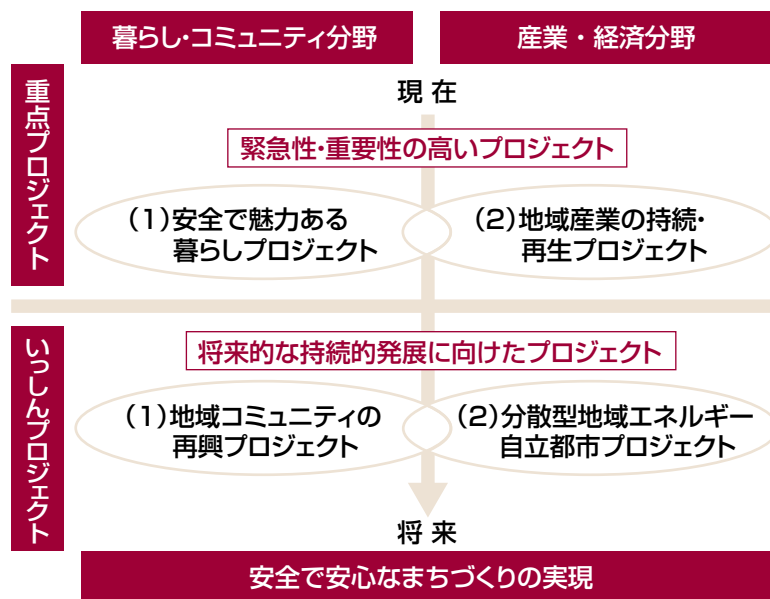 暮らし・コミュニティ分野
産業・経済分野
重点プロジェクト
現在
緊急性・重要性の高いプロジェクト
(1)安全で魅力ある
暮らしプロジェクト
(2)地域産業の持続・
再生プロジェクト
いっしんプロジェクト
将来的な持続的発展に向けたプロジェクト
(1)地域コミュニティの
再興プロジェクト
(2)分散型地域エネルギー
自立都市プロジェクト
将来
安全で安心なまちづくりの実現